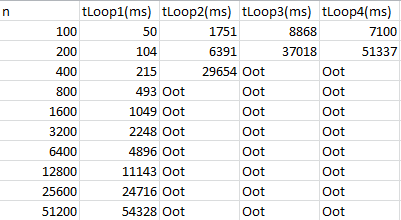 n tLoop1(ms) tLoop2(ms) tLoop3(ms) tLoop4(ms)
100 50 1751 8868 7100
200 104 6391 37018 51337
400 215 29654 Oot Oot
800 493 Oot Oot Oot
1600 1049 Oot Oot Oot
3200 2248 Oot Oot Oot
6400 4896 Oot Oot Oot
12800 11143 Oot Oot Oot
25600 24716 Oot Oot Oot
51200 54328 Oot Oot Oot